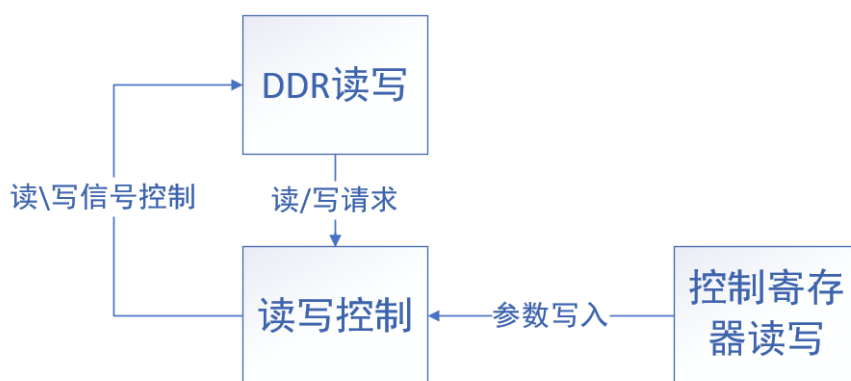 DDR读写
读\写信号控制
读/写请求
读写控制
参数写入
控制寄存
器读写